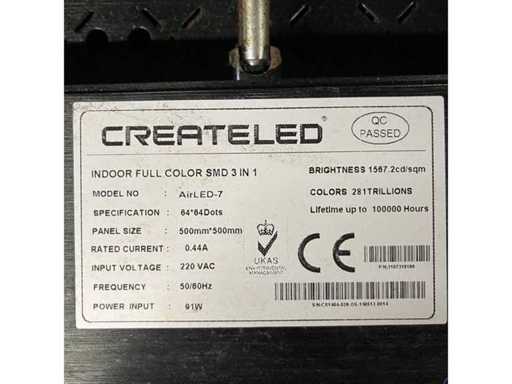 CREATELED®
QC
PASSED
INDOOR FULL COLOR SMD 3 IN 1
BRIGHTNESS 1567.2cd/sqm
MODEL NO : AirLED-7
COLORS 281TRILLIONS
SPECIFICATION : 64*64Dots
Lifetime up to 100000 Hours
PANEL SIZE : 500mm*500mm
RATED CURRENT : 0.44A
INPUT VOLTAGE : 220 VAC
FREQUENCY : 50/60Hz
POWER INPUT : 91W
UKAS
ENVIRONMENTAL
MANAGEMENT
CE